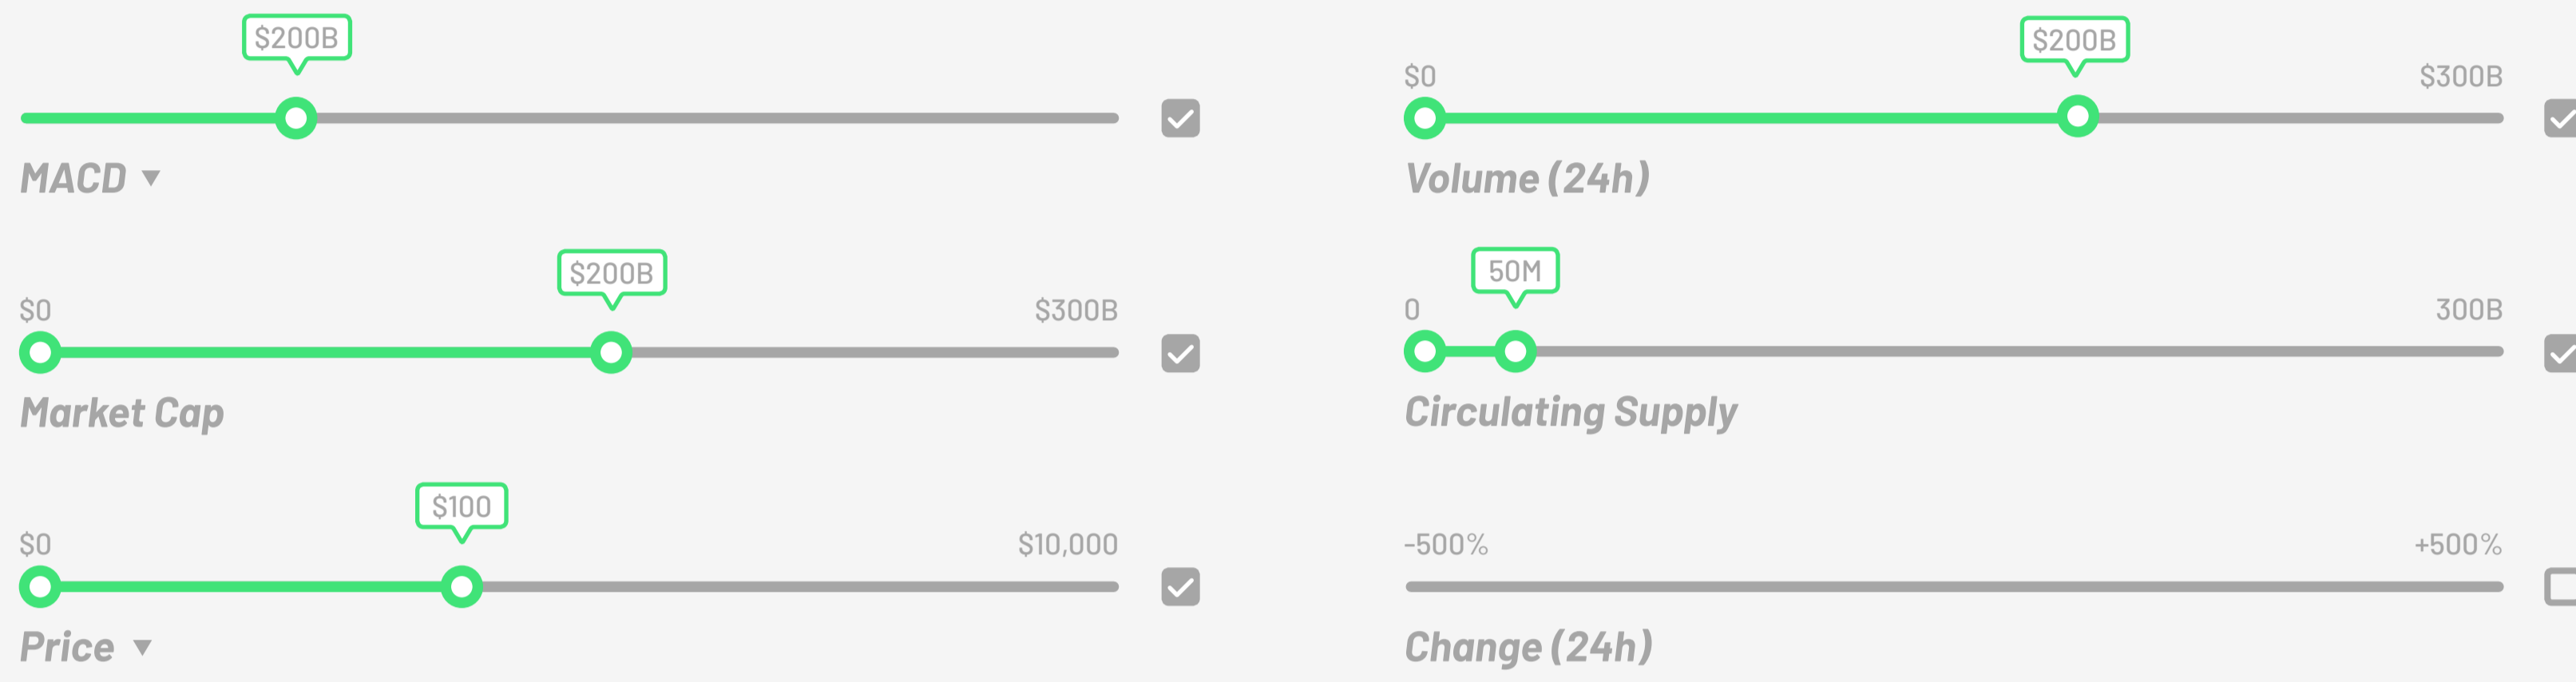 $200B
MACD
$200B
$0
$300B
Volume (24h)
$200B
$0
$300B
Market Cap
50M
0
300B
Circulating Supply
$100
$0
$10,000
Price
-500%
+500%
Change (24h)